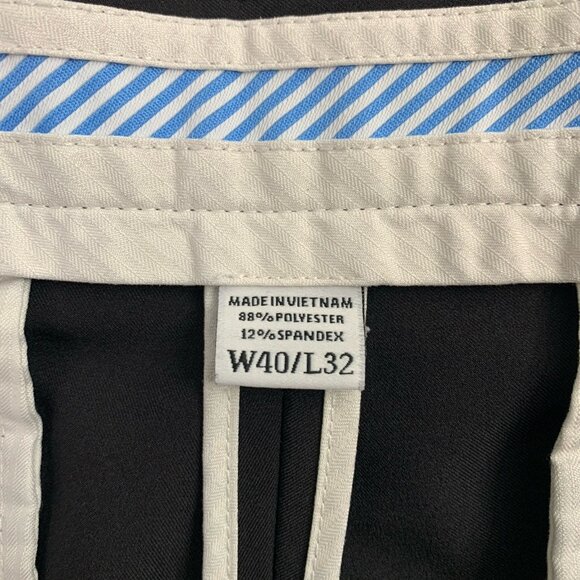 MADE IN VIETNAM
88% POLYESTER
12% SPANDEX
W40/L32